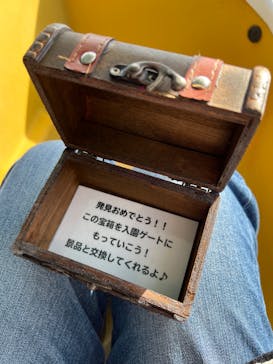 発見おめでとう！！
この宝箱を入園ゲートに
もっていこう！
景品と交換してくれるよ♪